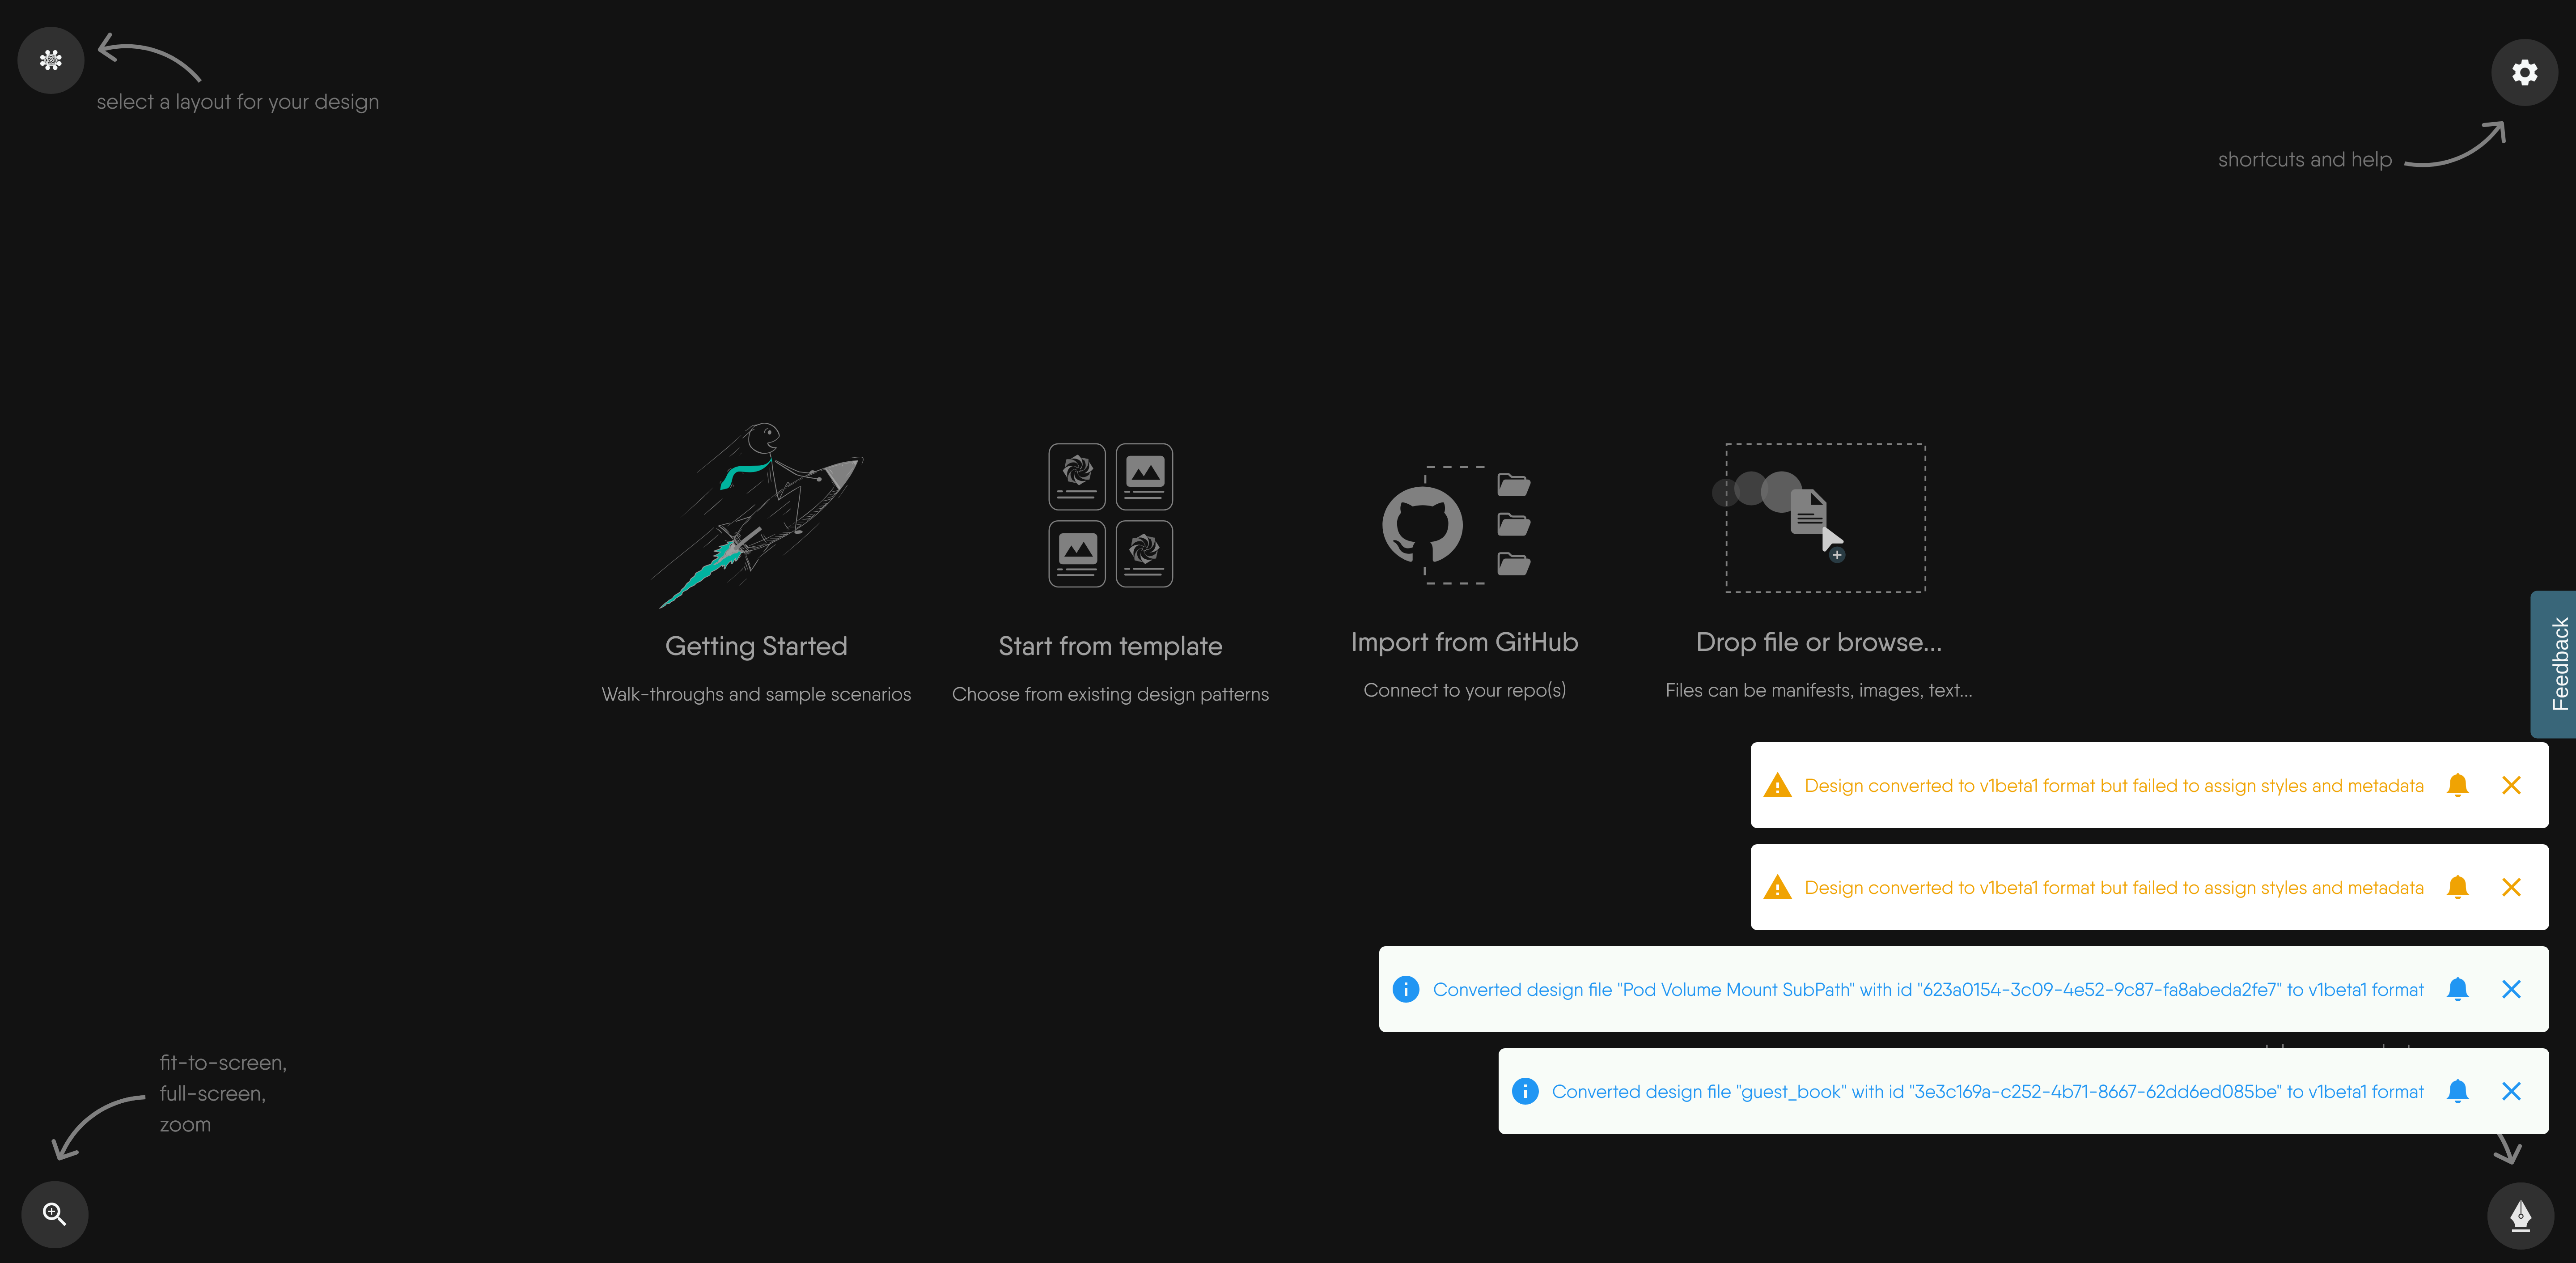 select a layout for your design
shortcuts and help
Getting Started
Walk-throughs and sample scenarios
Start from template
Choose from existing design patterns
Import from GitHub
Connect to your repo(s)
Drop file or browse...
Files can be manifests, images, text...
Feedback
Design converted to v1beta1 format but failed to assign styles and metadata
Design converted to v1beta1 format but failed to assign styles and metadata
Converted design file "Pod Volume Mount SubPath" with id "623a0154-3c09-4e52-9c87-fa8abeda2fe7" to v1beta1 format
Converted design file "guest_book" with id "3e3c169a-c252-4b71-8667-62dd6ed085be" to v1beta1 format
fit-to-screen,
full-screen,
zoom